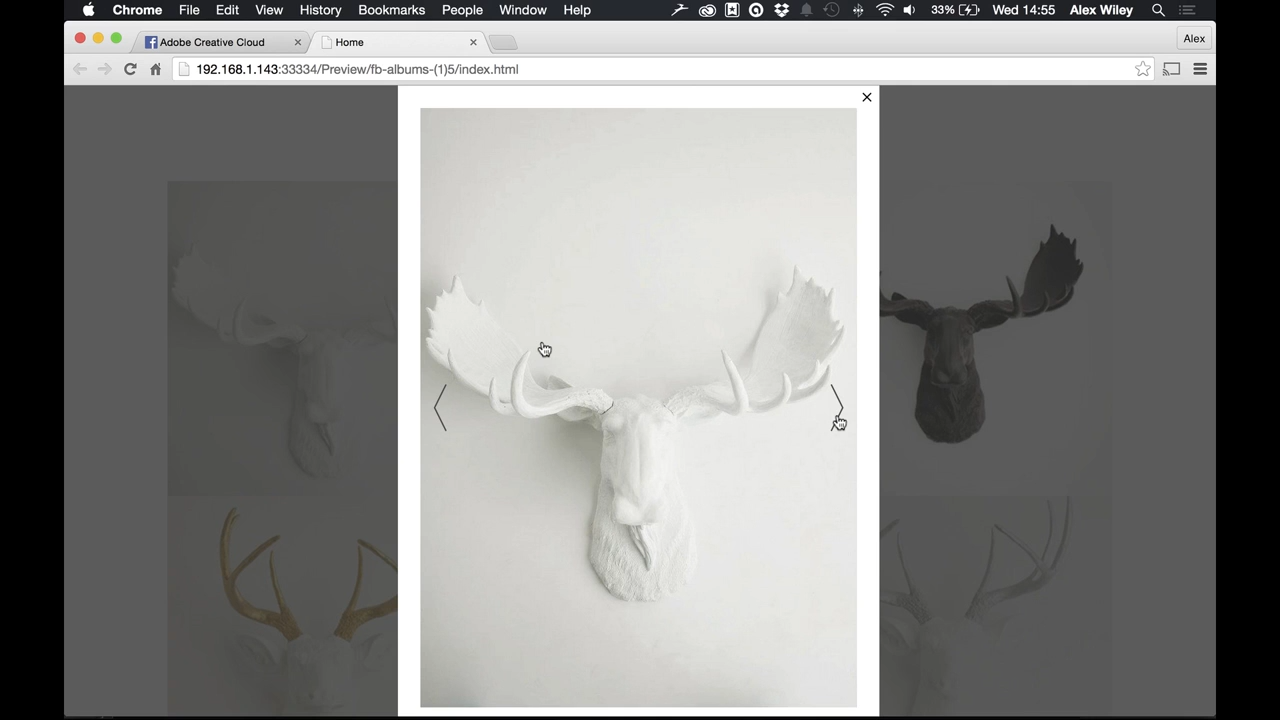 Chrome File Edit View History Bookmarks People Window Help 33% Wed 14:55 Alex Wiley
Adobe Creative Cloud Home Alex
192.168.1.143:33334/Preview/fb-albums-(1)5/index.html